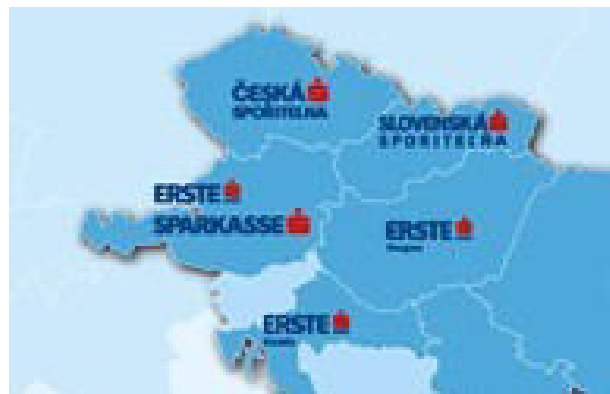 ČESKÁ
SPOŘITELNA
SLOVENSKÁ
SPORITEĽŇA
ERSTE
SPARKASSE
ERSTE
ERSTE